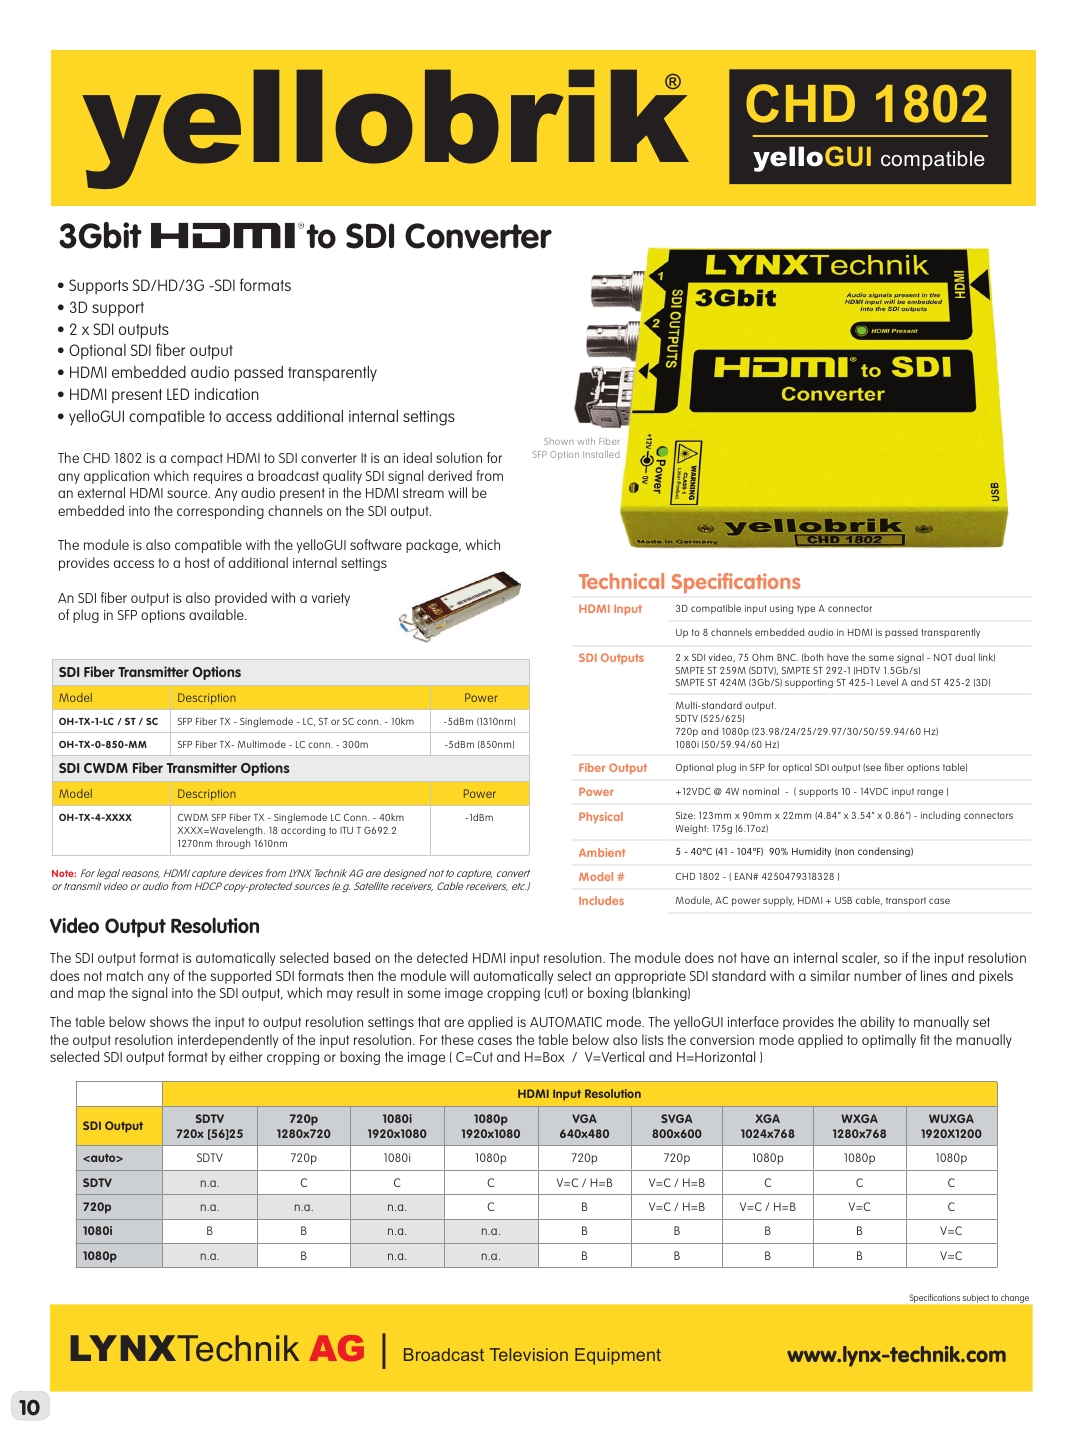 yellobrik®
CHD 1802
yelloGUI compatible
3Gbit HDMI® to SDI Converter
• Supports SD/HD/3G -SDI formats
• 3D support
• 2 x SDI outputs
• Optional SDI fiber output
• HDMI embedded audio passed transparently
• HDMI present LED indication
• yelloGUI compatible to access additional internal settings
The CHD 1802 is a compact HDMI to SDI converter It is an ideal solution for
any application which requires a broadcast quality SDI signal derived from
an external HDMI source. Any audio present in the HDMI stream will be
embedded into the corresponding channels on the SDI output.
The module is also compatible with the yelloGUI software package, which
provides access to a host of additional internal settings
An SDI fiber output is also provided with a variety
of plug in SFP options available.
LYNXTechnik
3Gbit
Audio signals present in the
HDMI input will be embedded
into the SDI outputs
HDMI Present
HDMI
1
2
SDI OUTPUTS
HDMI® to SDI
Converter
+12V
0V
Power
WARNING
CLASS 1
Laser Product
USB
yellobrik
Made in Germany
CHD 1802
Shown with Fiber
SFP Option Installed
SDI Fiber Transmitter Options
Model Description Power
OH-TX-1-LC / ST / SC SFP Fiber TX - Singlemode - LC, ST or SC conn. - 10km -5dBm (1310nm)
OH-TX-0-850-MM SFP Fiber TX- Multimode - LC conn. - 300m -5dBm (850nm)
SDI CWDM Fiber Transmitter Options
Model Description Power
OH-TX-4-XXXX CWDM SFP Fiber TX - Singlemode LC Conn. - 40km -1dBm
XXXX=Wavelength. 18 according to ITU T G692.2
1270nm through 1610nm
Note: For legal reasons, HDMI capture devices from LYNX Technik AG are designed not to capture, convert
or transmit video or audio from HDCP copy-protected sources (e.g. Satellite receivers, Cable receivers, etc.)
Technical Specifications
HDMI Input 3D compatible input using type A connector
Up to 8 channels embedded audio in HDMI is passed transparently
SDI Outputs 2 x SDI video, 75 Ohm BNC. (both have the same signal - NOT dual link)
SMPTE ST 259M (SDTV), SMPTE ST 292-1 (HDTV 1.5Gb/s)
SMPTE ST 424M (3Gb/S) supporting ST 425-1 Level A and ST 425-2 (3D)
Multi-standard output.
SDTV (525/625)
720p and 1080p (23.98/24/25/29.97/30/50/59.94/60 Hz)
1080i (50/59.94/60 Hz)
Fiber Output Optional plug in SFP for optical SDI output (see fiber options table)
Power +12VDC @ 4W nominal - ( supports 10 - 14VDC input range )
Physical Size: 123mm x 90mm x 22mm (4.84” x 3.54” x 0.86”) - including connectors
Weight: 175g (6.17oz)
Ambient 5 - 40ºC (41 - 104ºF) 90% Humidity (non condensing)
Model # CHD 1802 - ( EAN# 4250479318328 )
Includes Module, AC power supply, HDMI + USB cable, transport case
Video Output Resolution
The SDI output format is automatically selected based on the detected HDMI input resolution. The module does not have an internal scaler, so if the input resolution
does not match any of the supported SDI formats then the module will automatically select an appropriate SDI standard with a similar number of lines and pixels
and map the signal into the SDI output, which may result in some image cropping (cut) or boxing (blanking)
The table below shows the input to output resolution settings that are applied is AUTOMATIC mode. The yelloGUI interface provides the ability to manually set
the output resolution interdependently of the input resolution. For these cases the table below also lists the conversion mode applied to optimally fit the manually
selected SDI output format by either cropping or boxing the image ( C=Cut and H=Box / V=Vertical and H=Horizontal )
HDMI Input Resolution
SDI Output SDTV 720p 1080i 1080p VGA SVGA XGA WXGA WUXGA
720x [56]25 1280x720 1920x1080 1920x1080 640x480 800x600 1024x768 1280x768 1920X1200
<auto> SDTV 720p 1080i 1080p 720p 720p 1080p 1080p 1080p
SDTV n.a. C C C V=C / H=B V=C / H=B C C C
720p n.a. n.a. n.a. C B V=C / H=B V=C / H=B V=C C
1080i B B n.a. n.a. B B B B V=C
1080p n.a. B n.a. n.a. B B B B V=C
Specifications subject to change
LYNXTechnik AG | Broadcast Television Equipment
www.lynx-technik.com
10